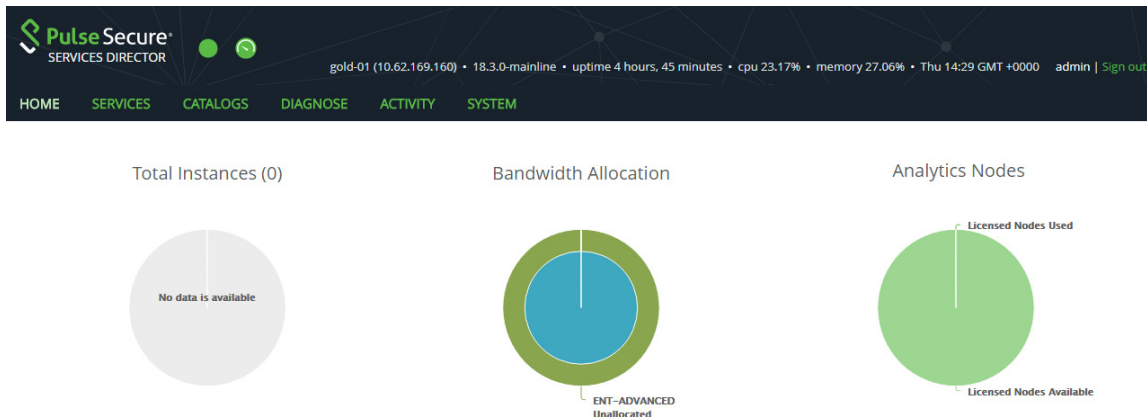 Pulse Secure®
SERVICES DIRECTOR
gold-01 (10.62.169.160) • 18.3.0-mainline • uptime 4 hours, 45 minutes • cpu 23.17% • memory 27.06% • Thu 14:29 GMT +0000 admin | Sign out
HOME SERVICES CATALOGS DIAGNOSE ACTIVITY SYSTEM
Total Instances (0) Bandwidth Allocation Analytics Nodes
Licensed Nodes Used
No data is available
Licensed Nodes Available
ENT-ADVANCED
Unallocated